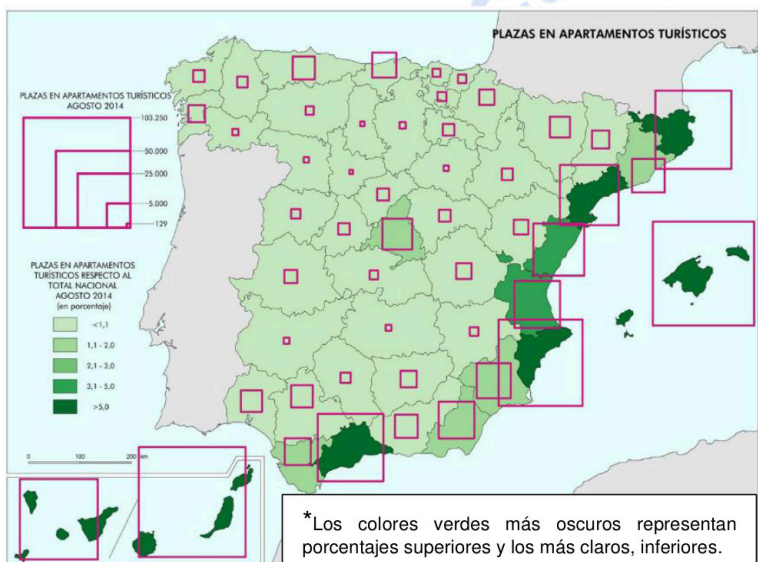 PLAZAS EN APARTAMENTOS TURÍSTICOS
PLAZAS EN APARTAMENTOS TURÍSTICOS
AGOSTO 2014
103.250
50.000
25.000
5.000
129
PLAZAS EN APARTAMENTOS
TURÍSTICOS RESPECTO AL
TOTAL NACIONAL
AGOSTO 2014
(en porcentaje)
<1,1
1,1 - 2,0
2,1 - 3,0
3,1 - 5,0
>5,0
0 100 200 km
*Los colores verdes más oscuros representan
porcentajes superiores y los más claros, inferiores.